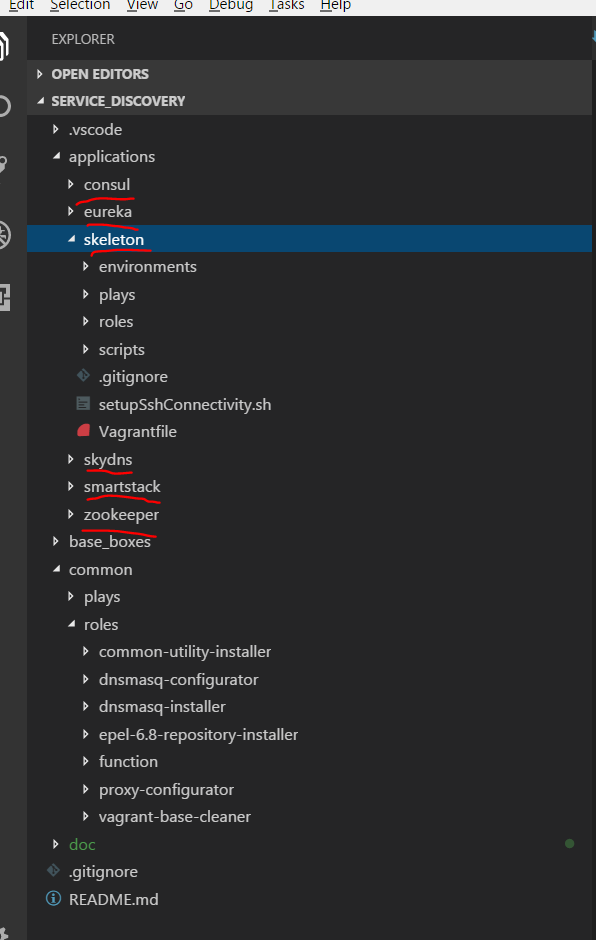 Edit Selection View Go Debug Tasks Help
EXPLORER
OPEN EDITORS
SERVICE_DISCOVERY
.vscode
applications
consul
eureka
skeleton
environments
plays
roles
scripts
.gitignore
setupSshConnectivity.sh
Vagrantfile
skydns
smartstack
zookeeper
base_boxes
common
plays
roles
common-utility-installer
dnsmasq-configurator
dnsmasq-installer
epel-6.8-repository-installer
function
proxy-configurator
vagrant-base-cleaner
doc
.gitignore
README.md